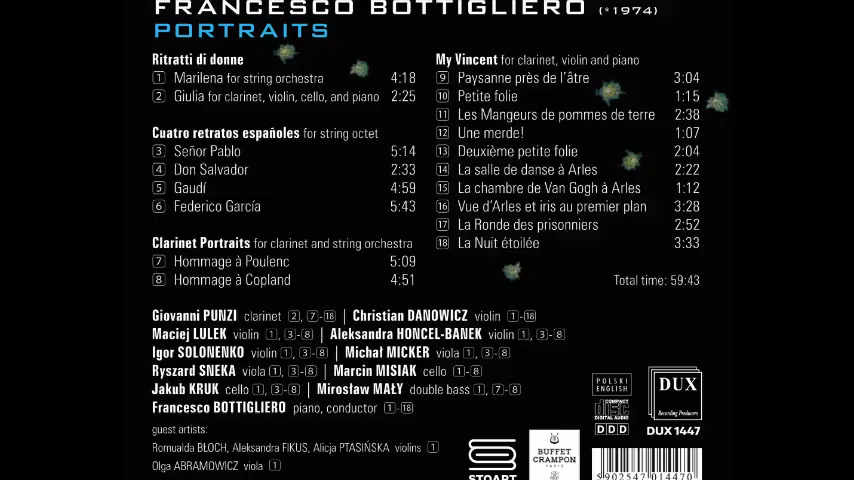 FRANCESCO BOTTIGLIERO (*1974)
PORTRAITS
Ritratti di donne
1 Marilena for string orchestra 4:18
2 Giulia for clarinet, violin, cello, and piano 2:25
Cuatro retratos españoles for string octet
3 Señor Pablo 5:14
4 Don Salvador 2:33
5 Gaudí 4:59
6 Federico García 5:43
Clarinet Portraits for clarinet and string orchestra
7 Hommage à Poulenc 5:09
8 Hommage à Copland 4:51
My Vincent for clarinet, violin and piano
9 Paysanne près de l'âtre 3:04
10 Petite folie 1:15
11 Les Mangeurs de pommes de terre 2:38
12 Une merde! 1:07
13 Deuxième petite folie 2:04
14 La salle de danse à Arles 2:22
15 La chambre de Van Gogh à Arles 1:12
16 Vue d'Arles et iris au premier plan 3:28
17 La Ronde des prisonniers 2:52
18 La Nuit étoilée 3:33
Total time: 59:43
Giovanni PUNZI clarinet 2, 7-18 | Christian DANOWICZ violin 1-18
Maciej LULEK violin 1, 3-8 | Aleksandra HONCEL-BANEK violin 1, 3-8
Igor SOLONENKO violin 1, 3-8 | Michał MICKER viola 1, 3-8
Ryszard SNEKA viola 1, 3-8 | Marcin MISIAK cello 1-8
Jakub KRUK cello 1, 3-8 | Mirosław MAŁY double bass 1, 7-8
Francesco BOTTIGLIERO piano, conductor 1-18
guest artists:
Romualda BŁOCH, Aleksandra FIKUS, Alicja PTASIŃSKA violins 1
Olga ABRAMOWICZ viola 1
STOART
BUFFET
CRAMPON
PARIS
POLSKI
ENGLISH
COMPACT
disc
DIGITAL AUDIO
DDD
DUX
Recording Producers
DUX 1447
5902547014470